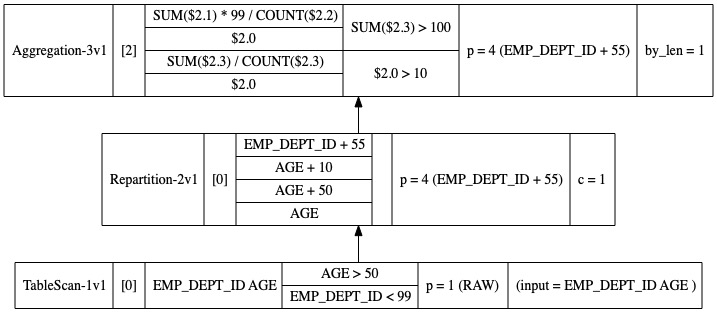 Aggregation-3v1
[2]
SUM($2.1) * 99 / COUNT($2.2)
$2.0
SUM($2.3) / COUNT($2.3)
$2.0
SUM($2.3) > 100
$2.0 > 10
p = 4 (EMP_DEPT_ID + 55)
by_len = 1
Repartition-2v1
[0]
EMP_DEPT_ID + 55
AGE + 10
AGE + 50
AGE
p = 4 (EMP_DEPT_ID + 55)
c = 1
TableScan-1v1
[0]
EMP_DEPT_ID AGE
AGE > 50
EMP_DEPT_ID < 99
p = 1 (RAW)
(input = EMP_DEPT_ID AGE )